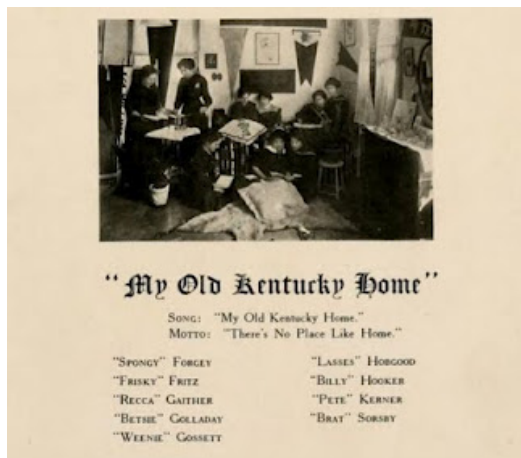 "My Old Kentucky Home"
Song: "My Old Kentucky Home."
Motto: "There's No Place Like Home."
"Spongy" Forgey
"Frisky" Fritz
"Recca" Gaither
"Betsie" Golladay
"Weenie" Gossett
"Lasses" Hobgood
"Billy" Hooker
"Pete" Kerner
"Brat" Sorsby